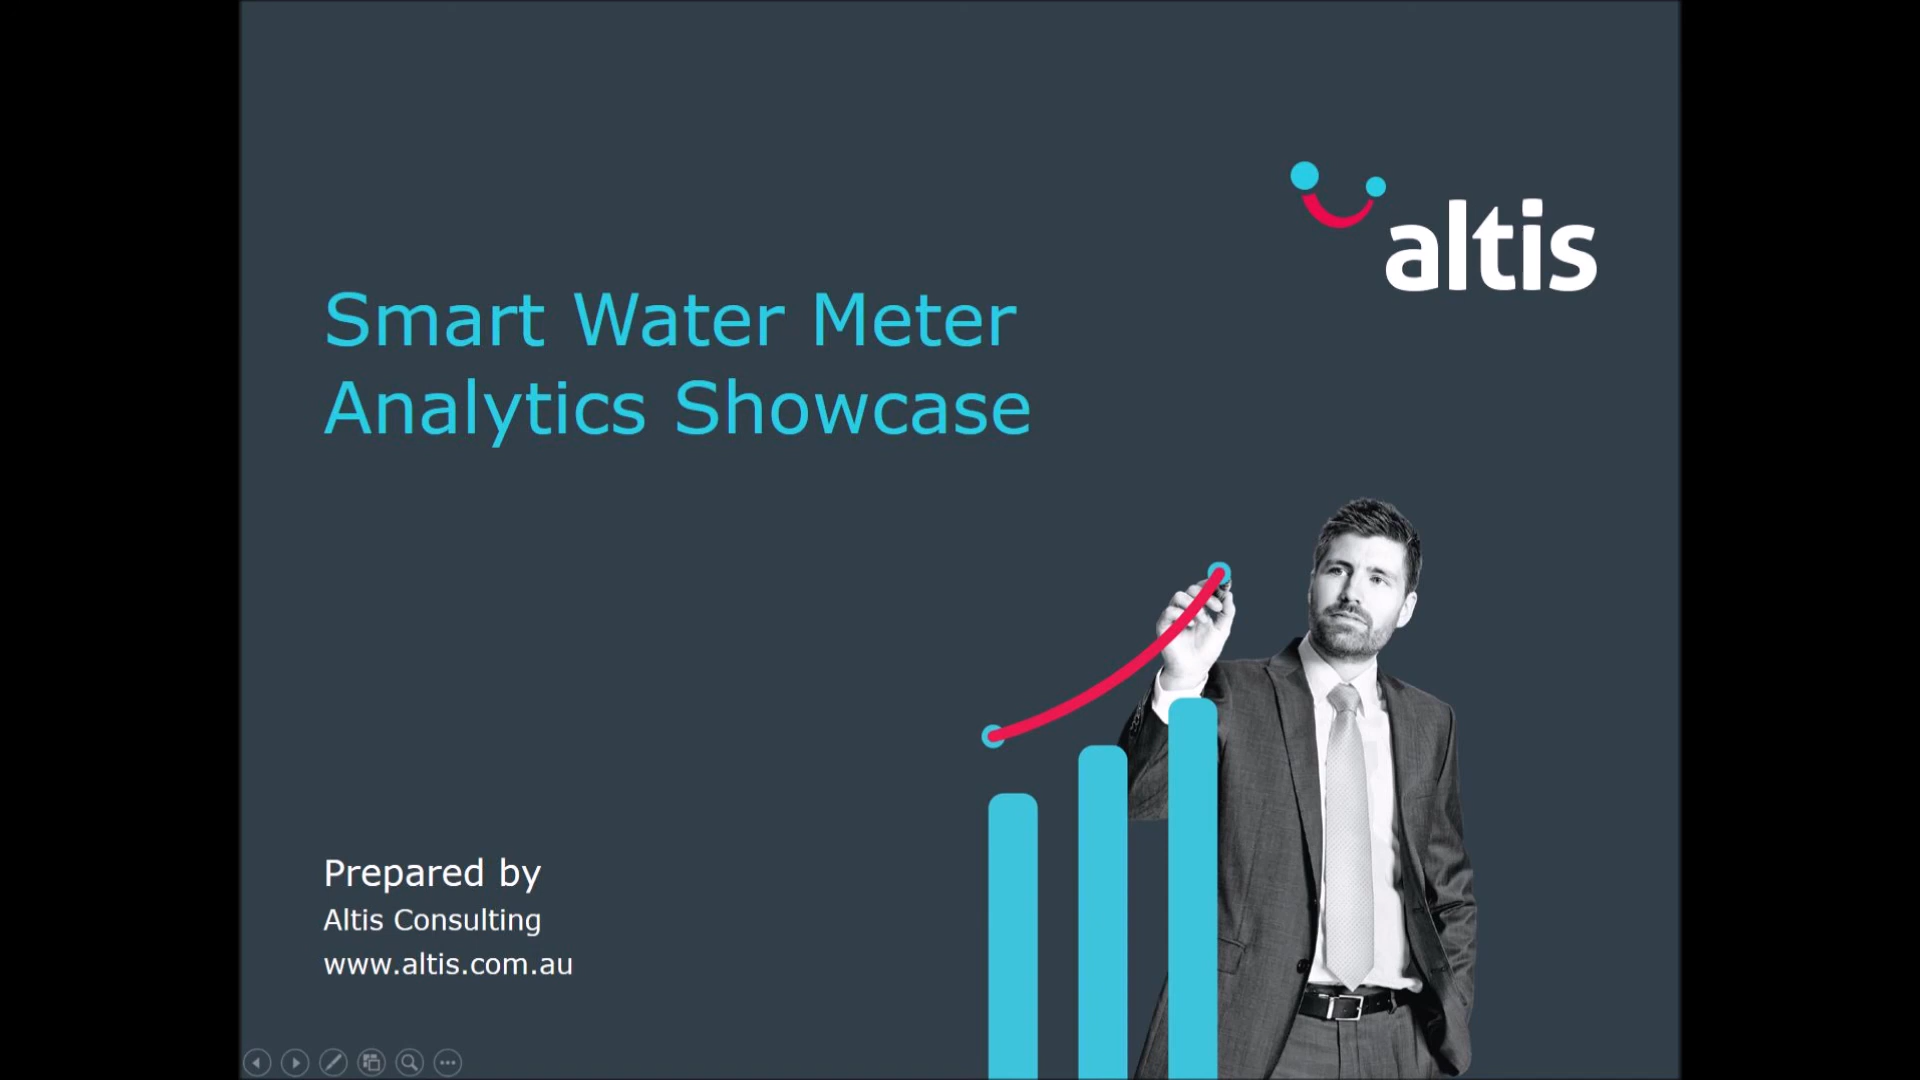 altis
Smart Water Meter
Analytics Showcase
Prepared by
Altis Consulting
www.altis.com.au